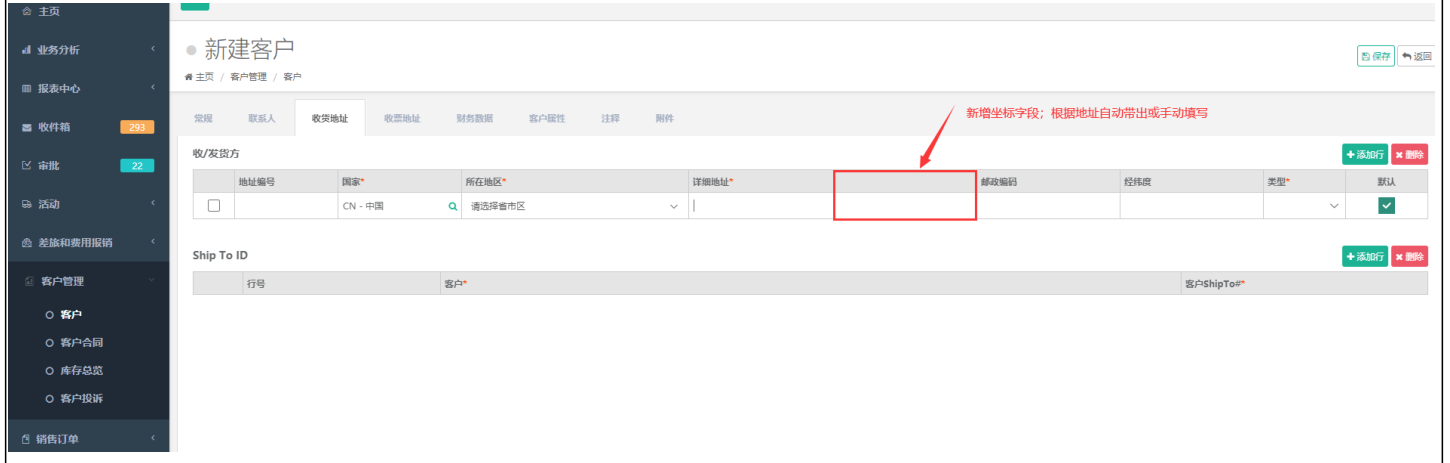 主页
业务分析
报表中心
收件箱 293
审批 22
活动
差旅和费用报销
客户管理
客户
客户合同
库存总览
客户投诉
销售订单
新建客户
保存 返回
主页 / 客户管理 / 客户
常规 联系人 收货地址 收票地址 财务数据 客户属性 注释 附件
新增坐标字段；根据地址自动带出或手动填写
收/发货方
+添加行 ×删除
地址编号 国家* 所在地区* 详细地址* 邮政编码 经纬度 类型* 默认
CN - 中国 请选择省市区
Ship To ID
+添加行 ×删除
行号 客户* 客户ShipTo#*